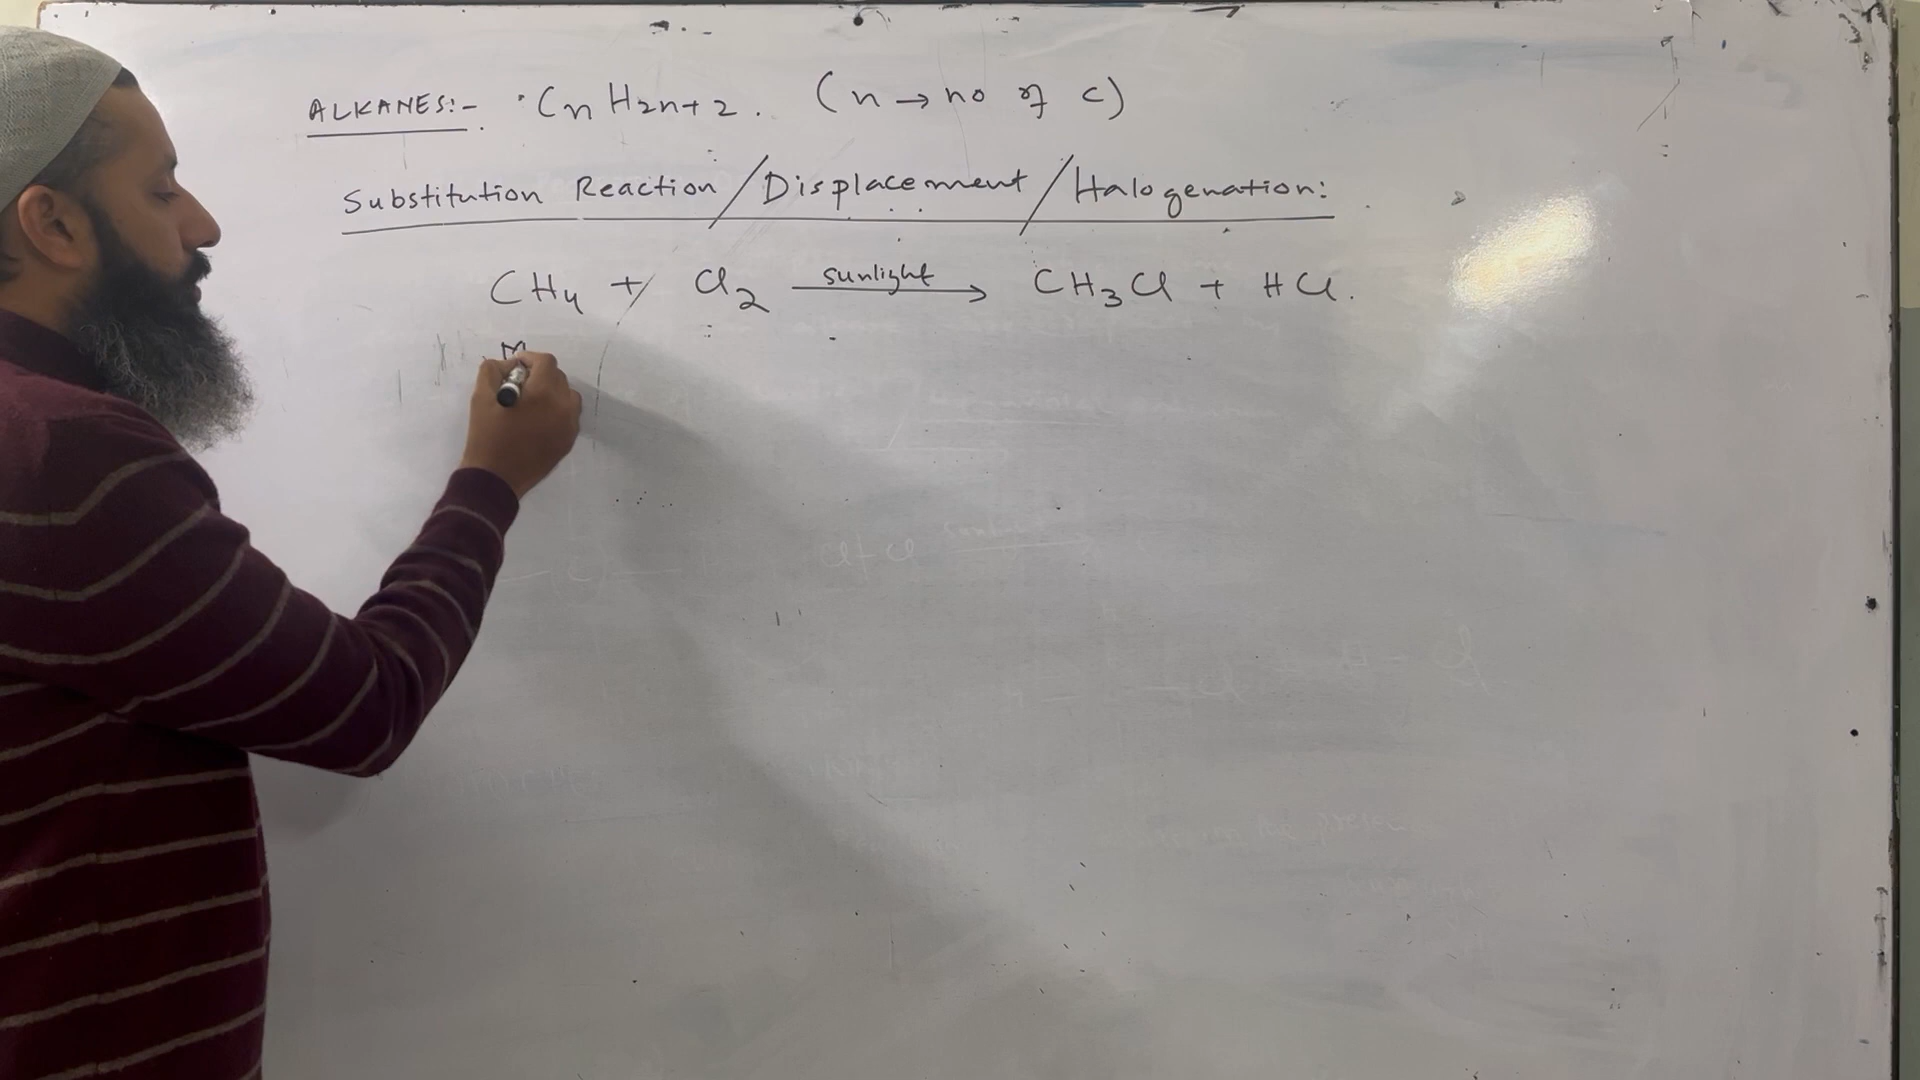 ALKANES:- CnH2n+2. (n → no of c)
Substitution Reaction / Displacement / Halogenation:
CH4 + Cl2 sunlight → CH3Cl + HCl.
M